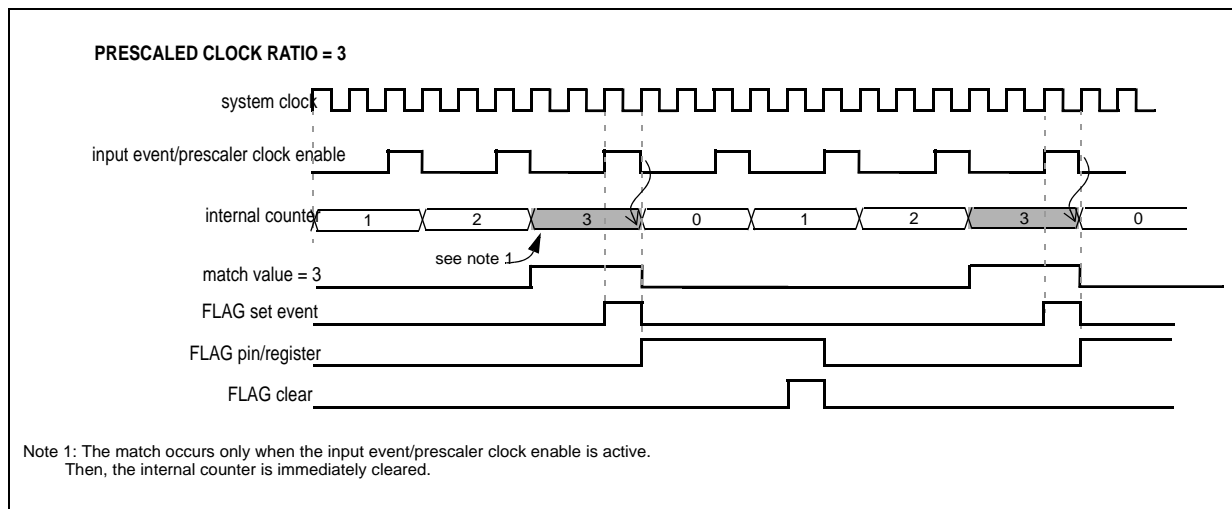 PRESCALED CLOCK RATIO = 3
system clock
input event/prescaler clock enable
internal counter
1 2 3 0 1 2 3 0
see note 1
match value = 3
FLAG set event
FLAG pin/register
FLAG clear
Note 1: The match occurs only when the input event/prescaler clock enable is active.
Then, the internal counter is immediately cleared.